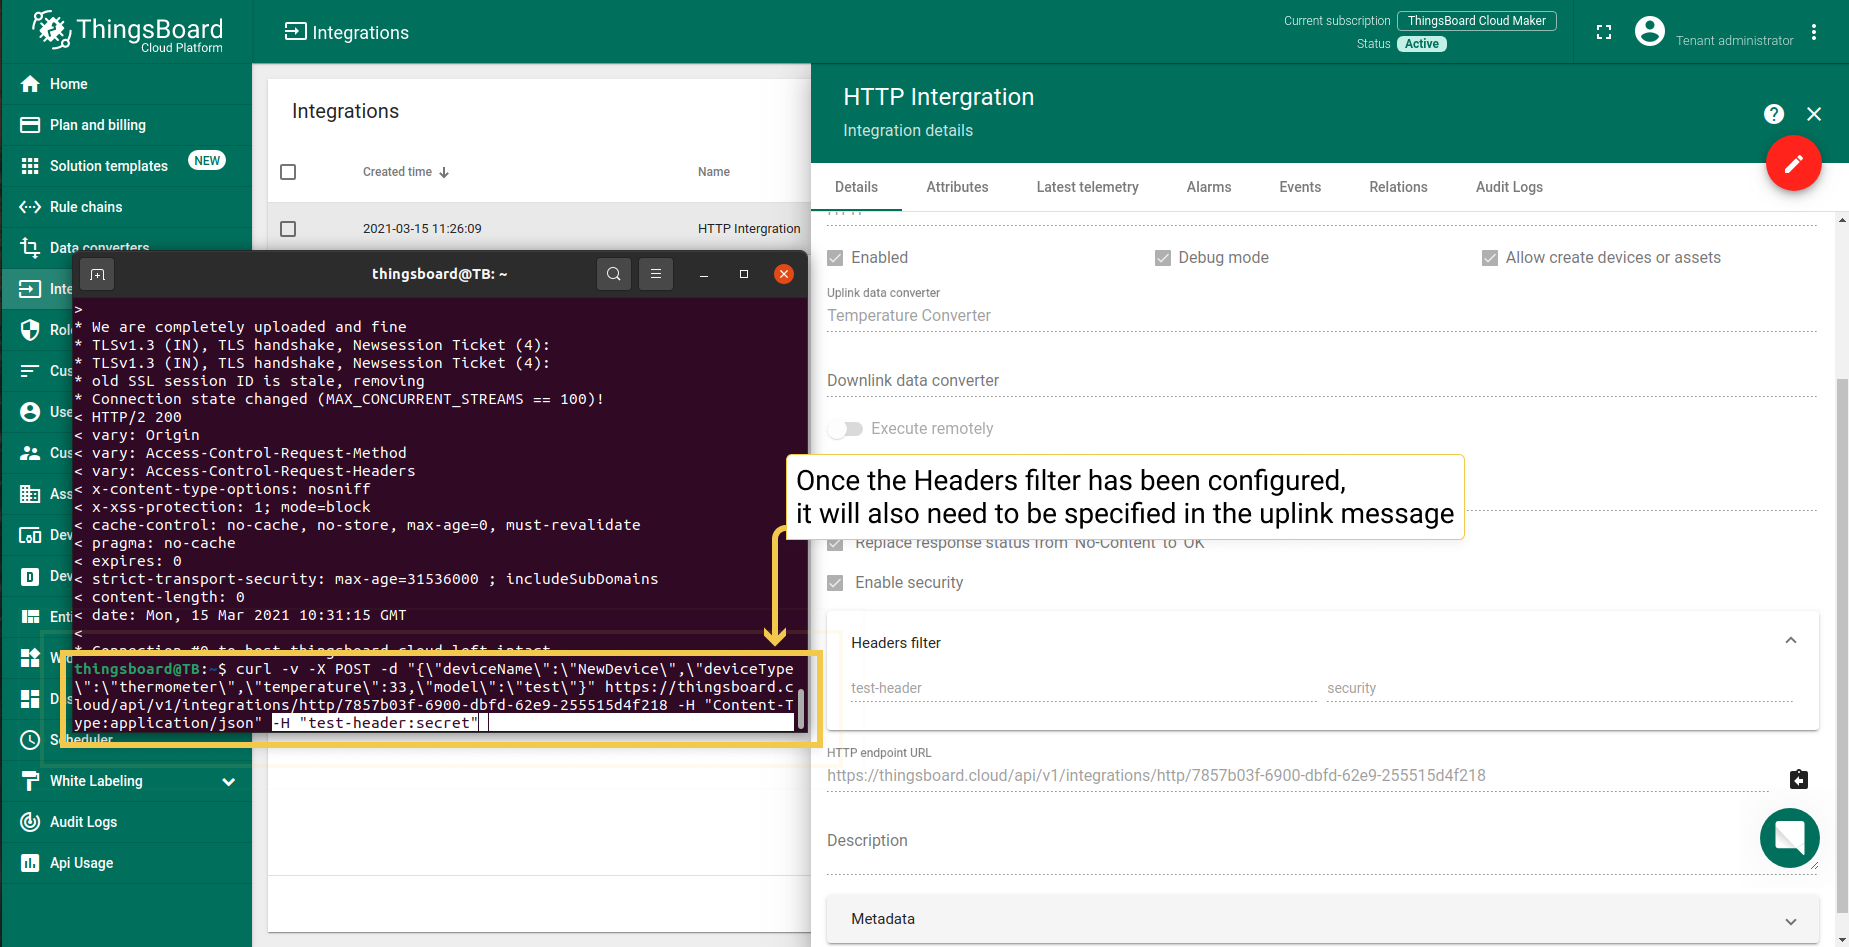 ThingsBoard
Cloud Platform
Integrations
Current subscription ThingsBoard Cloud Maker
Status Active
Tenant administrator
Home
Plan and billing
Solution templates NEW
Rule chains
Data converters
Inte
Role
Cus
Use
Cus
Ass
Dev
Dev
Enti
Scheduler
White Labeling
Audit Logs
Api Usage
Integrations
Created time
Name
2021-03-15 11:26:09
HTTP Intergration
thingsboard@TB: ~
>
* We are completely uploaded and fine
* TLSv1.3 (IN), TLS handshake, Newsession Ticket (4):
* TLSv1.3 (IN), TLS handshake, Newsession Ticket (4):
* old SSL session ID is stale, removing
* Connection state changed (MAX_CONCURRENT_STREAMS == 100)!
< HTTP/2 200
< vary: Origin
< vary: Access-Control-Request-Method
< vary: Access-Control-Request-Headers
< x-content-type-options: nosniff
< x-xss-protection: 1; mode=block
< cache-control: no-cache, no-store, max-age=0, must-revalidate
< pragma: no-cache
< expires: 0
< strict-transport-security: max-age=31536000 ; includeSubDomains
< content-length: 0
< date: Mon, 15 Mar 2021 10:31:15 GMT
<
* Connection #0 to host thingsboard.cloud left intact
thingsboard@TB:~$ curl -v -X POST -d "{\"deviceName\":\"NewDevice\",\"deviceType
\":\"thermometer\",\"temperature\":33,\"model\":\"test\"}" https://thingsboard.c
loud/api/v1/integrations/http/7857b03f-6900-dbfd-62e9-255515d4f218 -H "Content-T
ype:application/json" -H "test-header:secret"
HTTP Intergration
Integration details
Details
Attributes
Latest telemetry
Alarms
Events
Relations
Audit Logs
Enabled
Debug mode
Allow create devices or assets
Uplink data converter
Temperature Converter
Downlink data converter
Execute remotely
Once the Headers filter has been configured,
it will also need to be specified in the uplink message
Replace response status from 'No-Content' to 'OK'
Enable security
Headers filter
test-header
security
HTTP endpoint URL
https://thingsboard.cloud/api/v1/integrations/http/7857b03f-6900-dbfd-62e9-255515d4f218
Description
Metadata